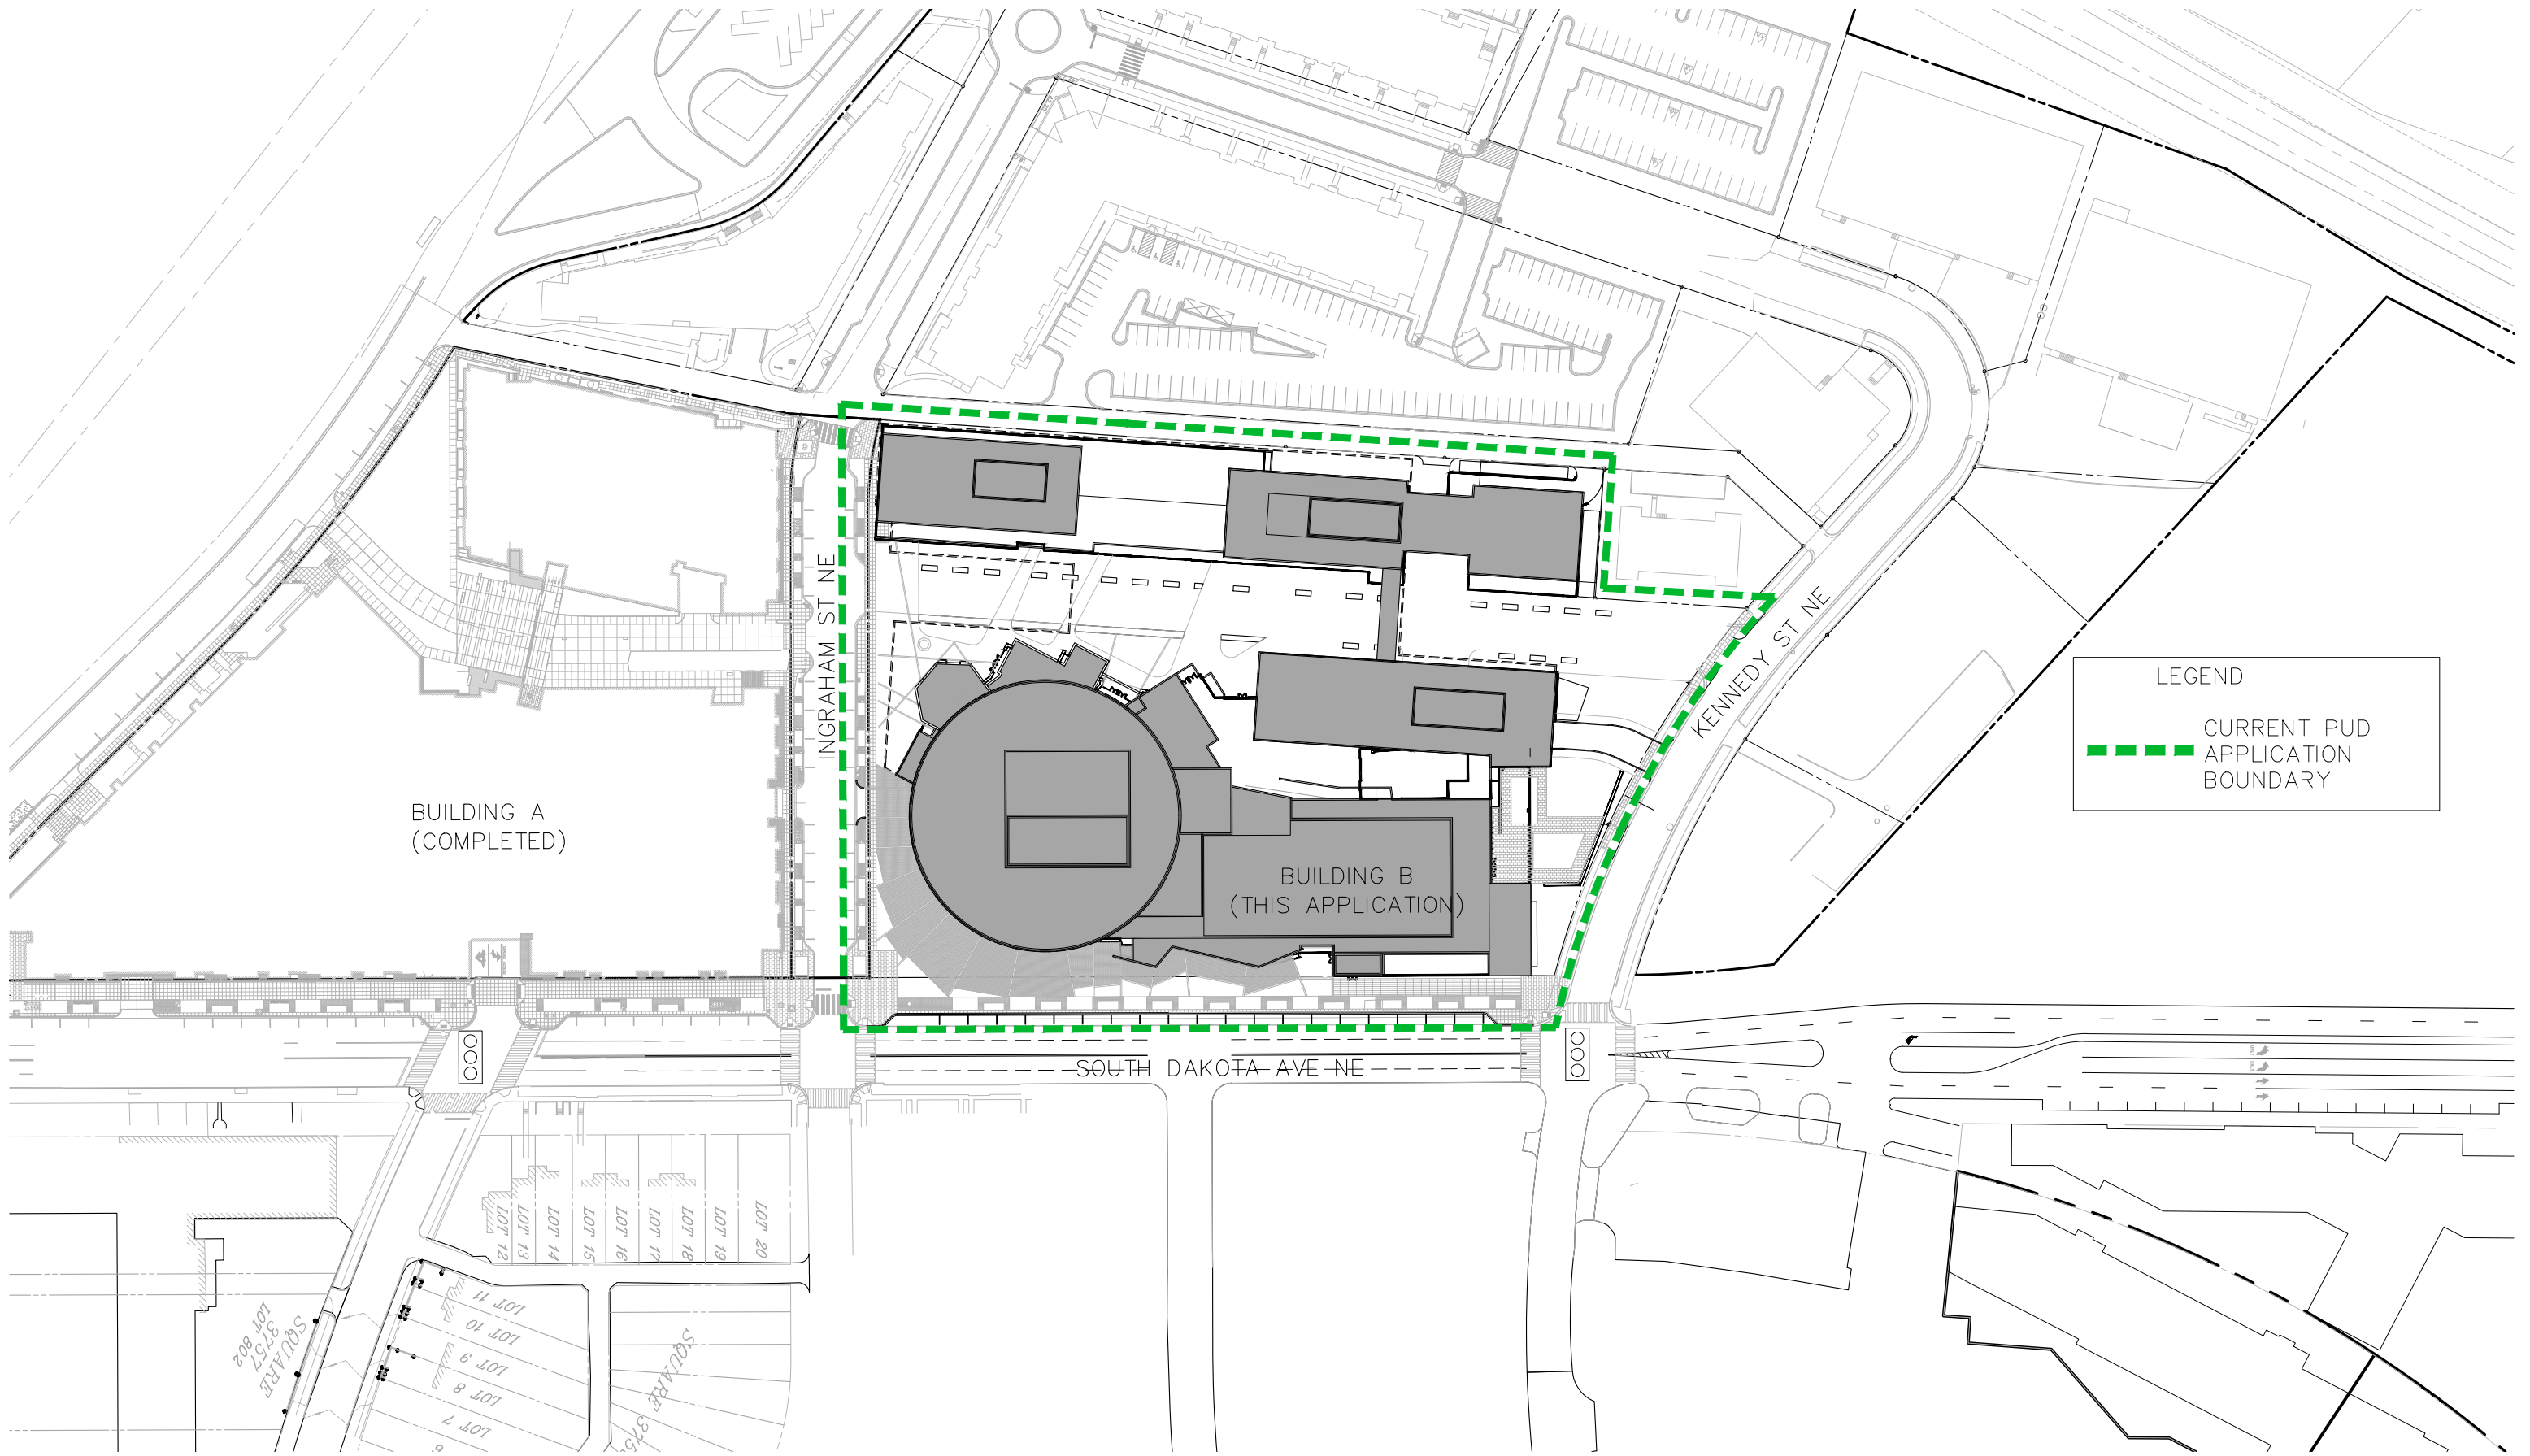 INGRAHAM ST NE
KENNEDY ST NE
LEGEND
CURRENT PUD
APPLICATION
BOUNDARY
BUILDING A
(COMPLETED)
BUILDING B
(THIS APPLICATION)
SOUTH DAKOTA AVE NE
LOT 12
LOT 13
LOT 14
LOT 15
LOT 16
LOT 17
LOT 18
LOT 19
LOT 20
LOT 11
LOT 10
LOT 9
LOT 8
LOT 7
SQUARE
3757
LOT 802